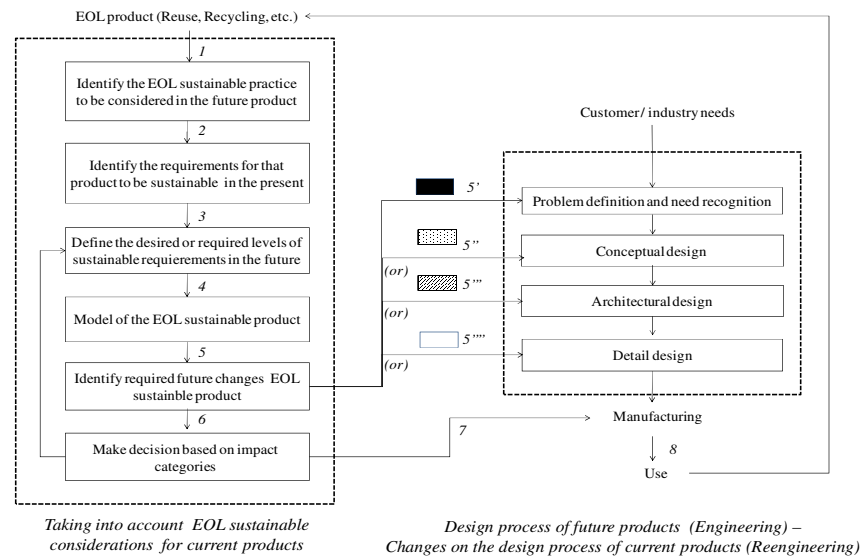 EOL product (Reuse, Recycling, etc.)
1
Identify the EOL sustainable practice
to be considered in the future product
2
Identify the requirements for that
product to be sustainable in the present
3
Define the desired or required levels of
sustainable requierements in the future
4
Model of the EOL sustainable product
5
Identify required future changes EOL
sustainble product
6
Make decision based on impact
categories
Taking into account EOL sustainable
considerations for current products
5'
5''
(or)
5'''
(or)
5''''
(or)
7
Customer/ industry needs
Problem definition and need recognition
Conceptual design
Architectural design
Detail design
Manufacturing
8
Use
Design process of future products (Engineering) –
Changes on the design process of current products (Reengineering)